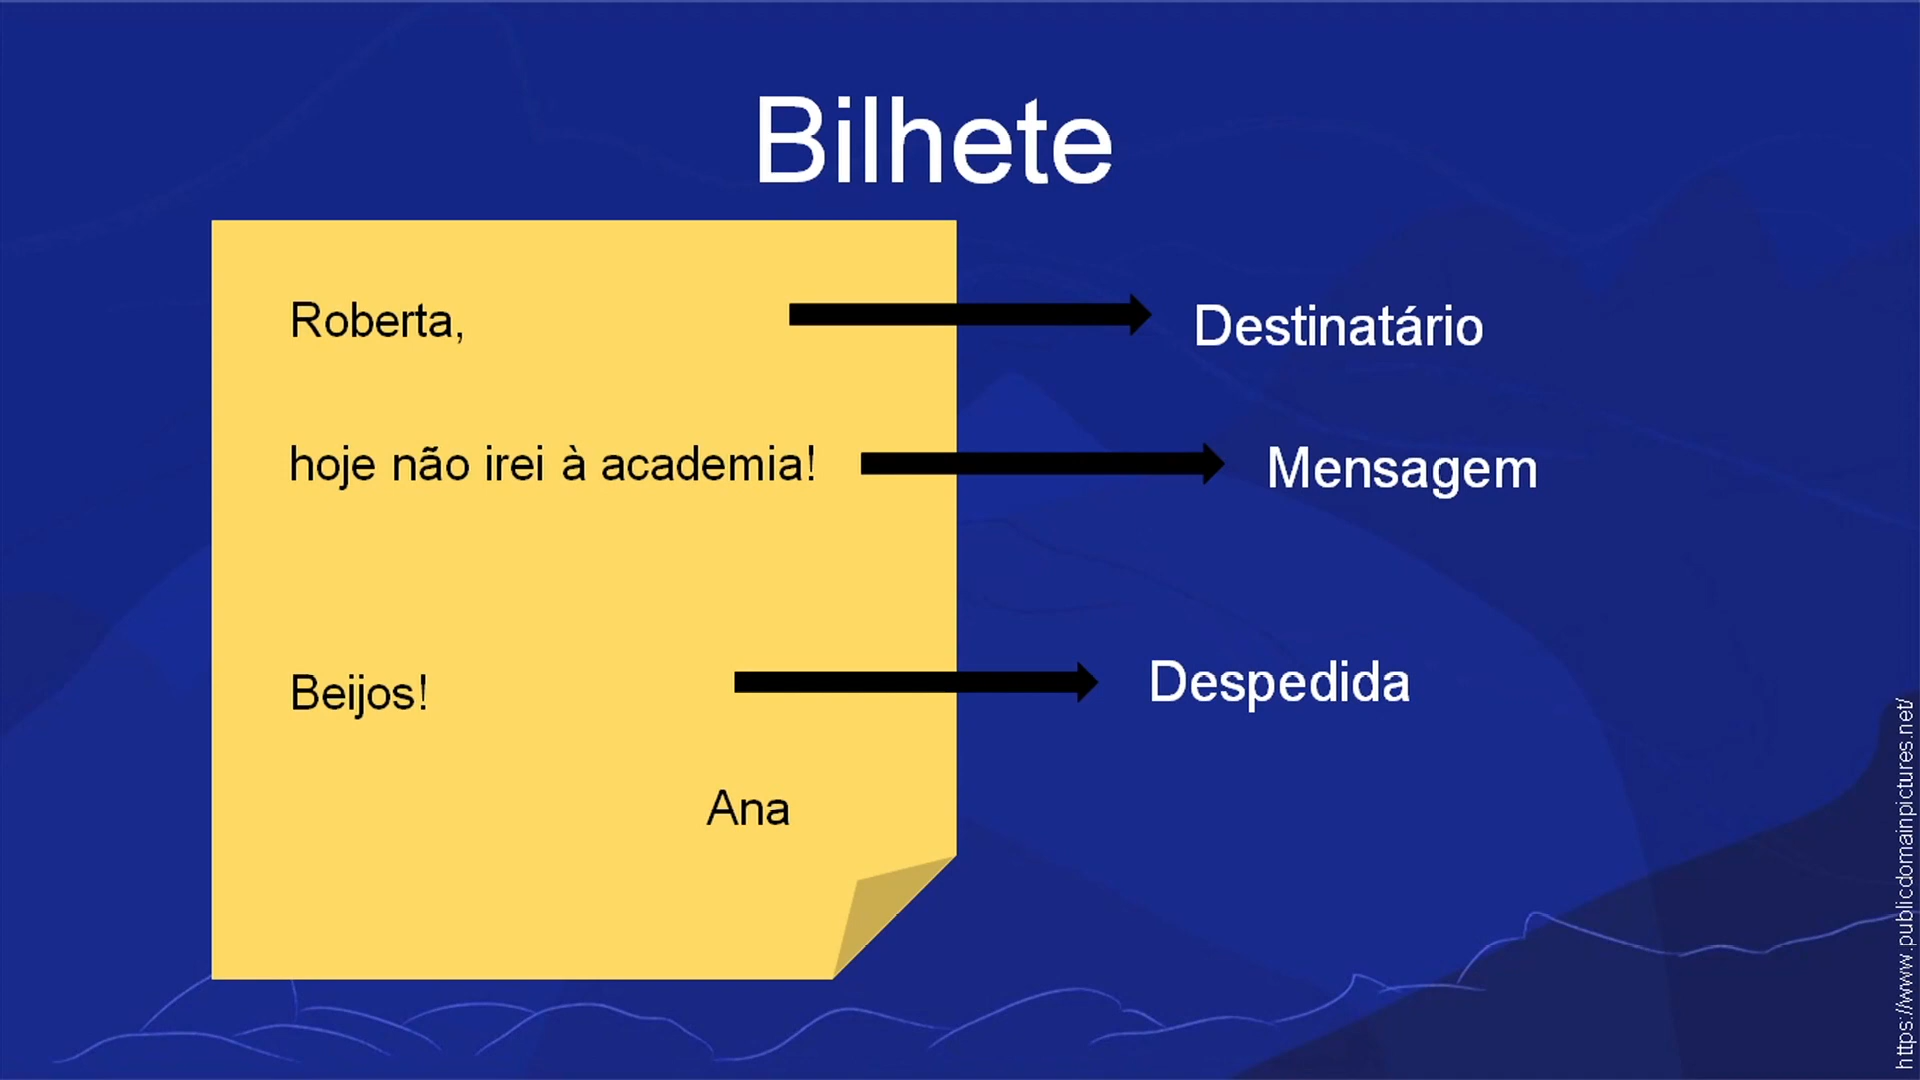 Bilhete
Roberta,
Destinatário
hoje não irei à academia!
Mensagem
Beijos!
Despedida
Ana
https://www.publicdomainpictures.net/